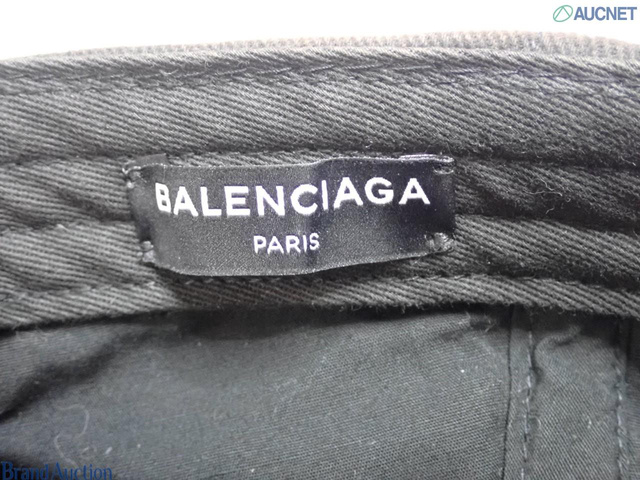 AUCNET
BALENCIAGA
PARIS
Brand Auction